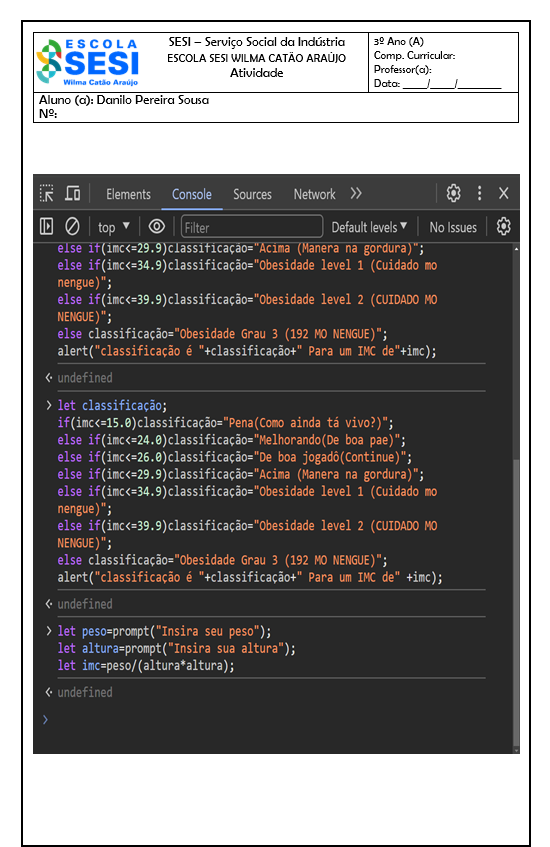 ESCOLA
SESI
Wilma Catão Araújo
SESI – Serviço Social da Indústria
ESCOLA SESI WILMA CATÃO ARAÚJO
Atividade
3º Ano (A)
Comp. Curricular:
Professor(a):
Data: ____/____/_______
Aluno (a): Danilo Pereira Sousa
Nº:
Elements Console Sources Network
top Filter Default levels No Issues
else if(imc<=29.9)classificação="Acima (Manera na gordura)";
else if(imc<=34.9)classificação="Obesidade level 1 (Cuidado mo
nengue)";
else if(imc<=39.9)classificação="Obesidade level 2 (CUIDADO MO
NENGUE)";
else classificação="Obesidade Grau 3 (192 MO NENGUE)";
alert("classificação é "+classificação+" Para um IMC de"+imc);
undefined
let classificação;
if(imc<=15.0)classificação="Pena(Como ainda tá vivo?)";
else if(imc<=24.0)classificação="Melhorando(De boa pae)";
else if(imc<=26.0)classificação="De boa jogadô(Continue)";
else if(imc<=29.9)classificação="Acima (Manera na gordura)";
else if(imc<=34.9)classificação="Obesidade level 1 (Cuidado mo
nengue)";
else if(imc<=39.9)classificação="Obesidade level 2 (CUIDADO MO
NENGUE)";
else classificação="Obesidade Grau 3 (192 MO NENGUE)";
alert("classificação é "+classificação+" Para um IMC de" +imc);
undefined
let peso=prompt("Insira seu peso");
let altura=prompt("Insira sua altura");
let imc=peso/(altura*altura);
undefined